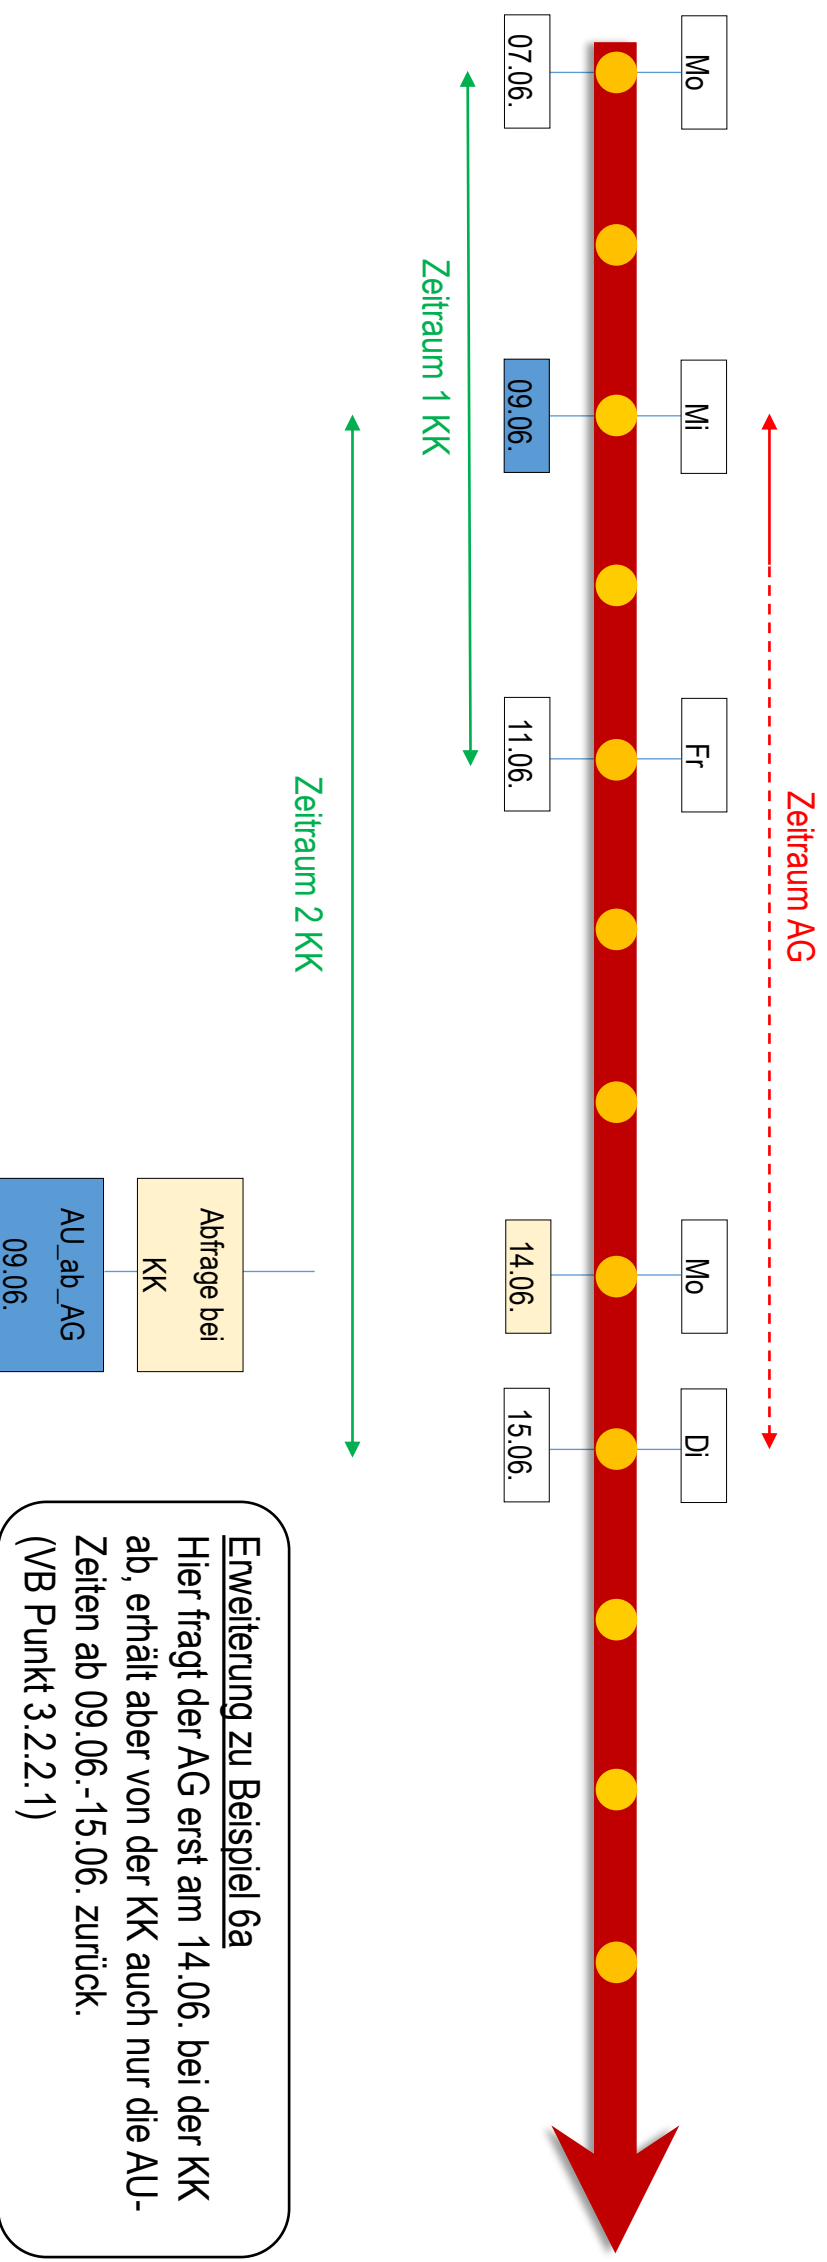 Zeitraum AG
Mo
Mi
Fr
Mo
Di
07.06.
09.06.
11.06.
14.06.
15.06.
Zeitraum 1 KK
Zeitraum 2 KK
Abfrage bei
KK
AU_ab_AG
09.06.
Erweiterung zu Beispiel 6a
Hier fragt der AG erst am 14.06. bei der KK
ab, erhält aber von der KK auch nur die AU-
Zeiten ab 09.06.-15.06. zurück.
(VB Punkt 3.2.2.1)